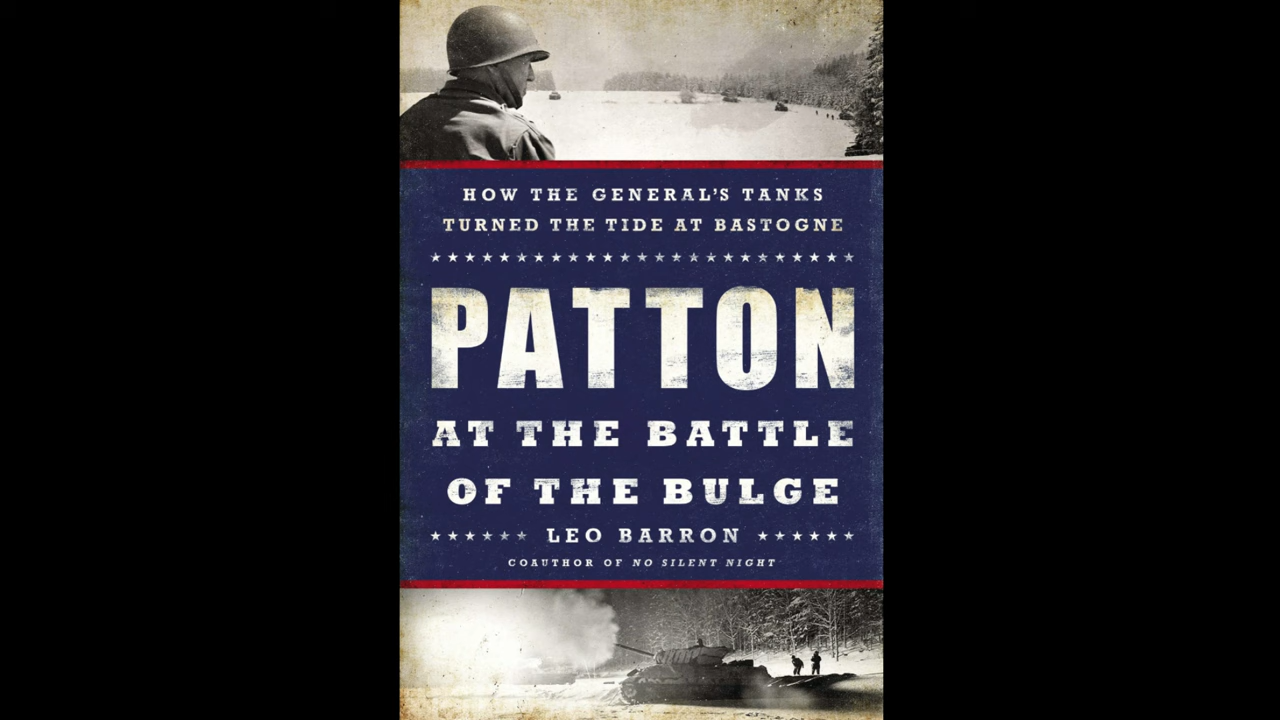 HOW THE GENERAL'S TANKS
TURNED THE TIDE AT BASTOGNE
PATTON
AT THE BATTLE
OF THE BULGE
LEO BARRON
COAUTHOR OF NO SILENT NIGHT